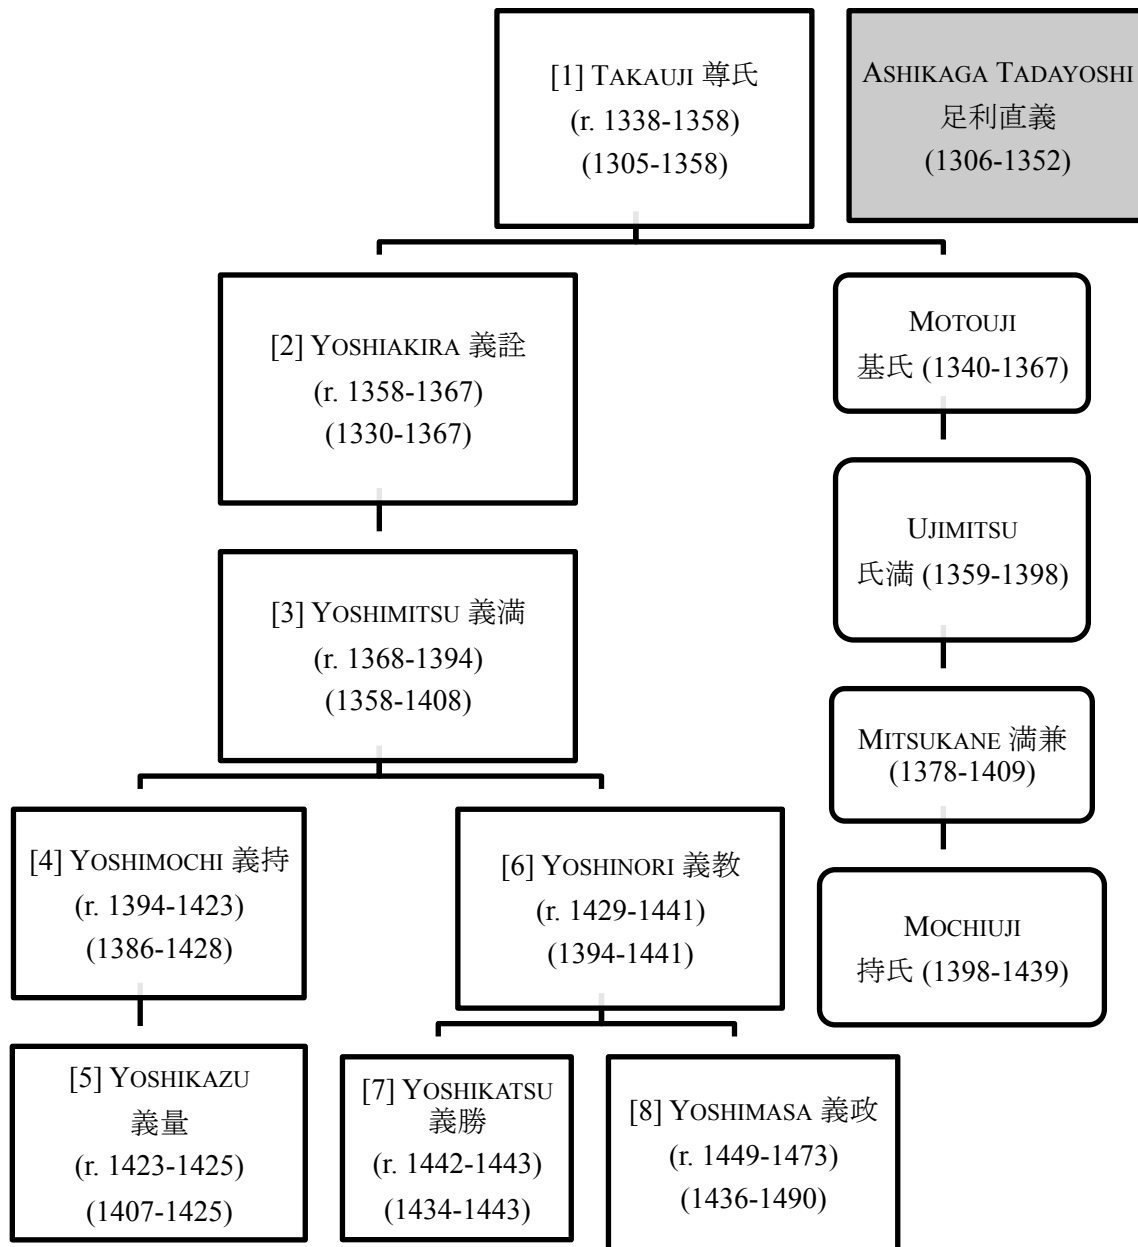 [1] TAKAUJI 尊氏
(r. 1338-1358)
(1305-1358)
ASHIKAGA TADAYOSHI
足利直義
(1306-1352)
[2] YOSHIAKIRA 義詮
(r. 1358-1367)
(1330-1367)
MOTOUJI
基氏 (1340-1367)
UJIMITSU
氏満 (1359-1398)
[3] YOSHIMITSU 義満
(r. 1368-1394)
(1358-1408)
MITSUKANE 満兼
(1378-1409)
[4] YOSHIMOCHI 義持
(r. 1394-1423)
(1386-1428)
[6] YOSHINORI 義教
(r. 1429-1441)
(1394-1441)
MOCHIUJI
持氏 (1398-1439)
[5] YOSHIKAZU
義量
(r. 1423-1425)
(1407-1425)
[7] YOSHIKATSU
義勝
(r. 1442-1443)
(1434-1443)
[8] YOSHIMASA 義政
(r. 1449-1473)
(1436-1490)